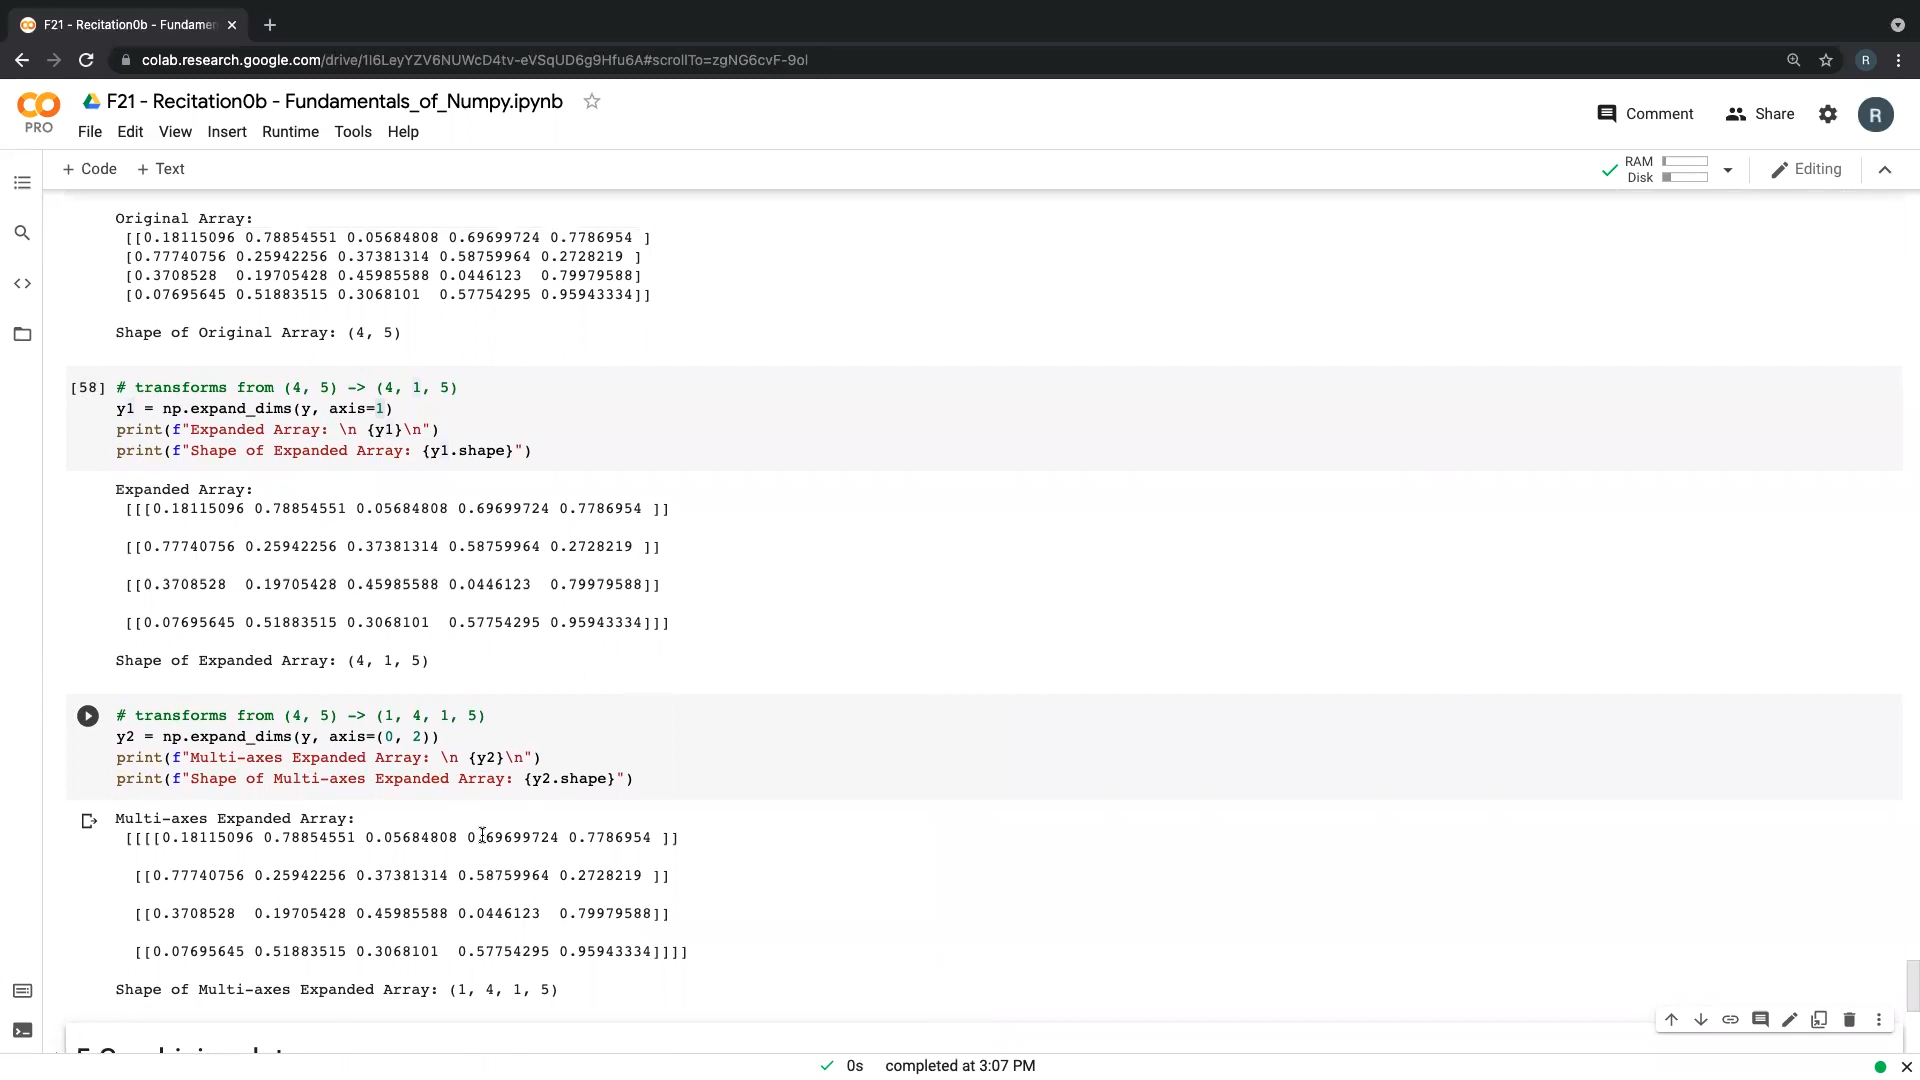 F21 - Recitation0b - Fundamen
colab.research.google.com/drive/1I6LeyYZV6NUWcD4tv-eVSqUD6g9Hfu6A#scrollTo=zgNG6cvF-9ol
R
PRO
F21 - Recitation0b - Fundamentals_of_Numpy.ipynb
File Edit View Insert Runtime Tools Help
Comment
Share
R
+ Code + Text
RAM
Disk
Editing
Original Array:
[[0.18115096 0.78854551 0.05684808 0.69699724 0.7786954 ]
[0.77740756 0.25942256 0.37381314 0.58759964 0.2728219 ]
[0.3708528  0.19705428 0.45985588 0.0446123  0.79979588]
[0.07695645 0.51883515 0.3068101  0.57754295 0.95943334]]
Shape of Original Array: (4, 5)
[58] # transforms from (4, 5) -> (4, 1, 5)
y1 = np.expand_dims(y, axis=1)
print(f"Expanded Array: \n {y1}\n")
print(f"Shape of Expanded Array: {y1.shape}")
Expanded Array:
[[[0.18115096 0.78854551 0.05684808 0.69699724 0.7786954 ]]
[[0.77740756 0.25942256 0.37381314 0.58759964 0.2728219 ]]
[[0.3708528  0.19705428 0.45985588 0.0446123  0.79979588]]
[[0.07695645 0.51883515 0.3068101  0.57754295 0.95943334]]]
Shape of Expanded Array: (4, 1, 5)
# transforms from (4, 5) -> (1, 4, 1, 5)
y2 = np.expand_dims(y, axis=(0, 2))
print(f"Multi-axes Expanded Array: \n {y2}\n")
print(f"Shape of Multi-axes Expanded Array: {y2.shape}")
Multi-axes Expanded Array:
[[[[0.18115096 0.78854551 0.05684808 0.69699724 0.7786954 ]]
[[0.77740756 0.25942256 0.37381314 0.58759964 0.2728219 ]]
[[0.3708528  0.19705428 0.45985588 0.0446123  0.79979588]]
[[0.07695645 0.51883515 0.3068101  0.57754295 0.95943334]]]]
Shape of Multi-axes Expanded Array: (1, 4, 1, 5)
0s completed at 3:07 PM